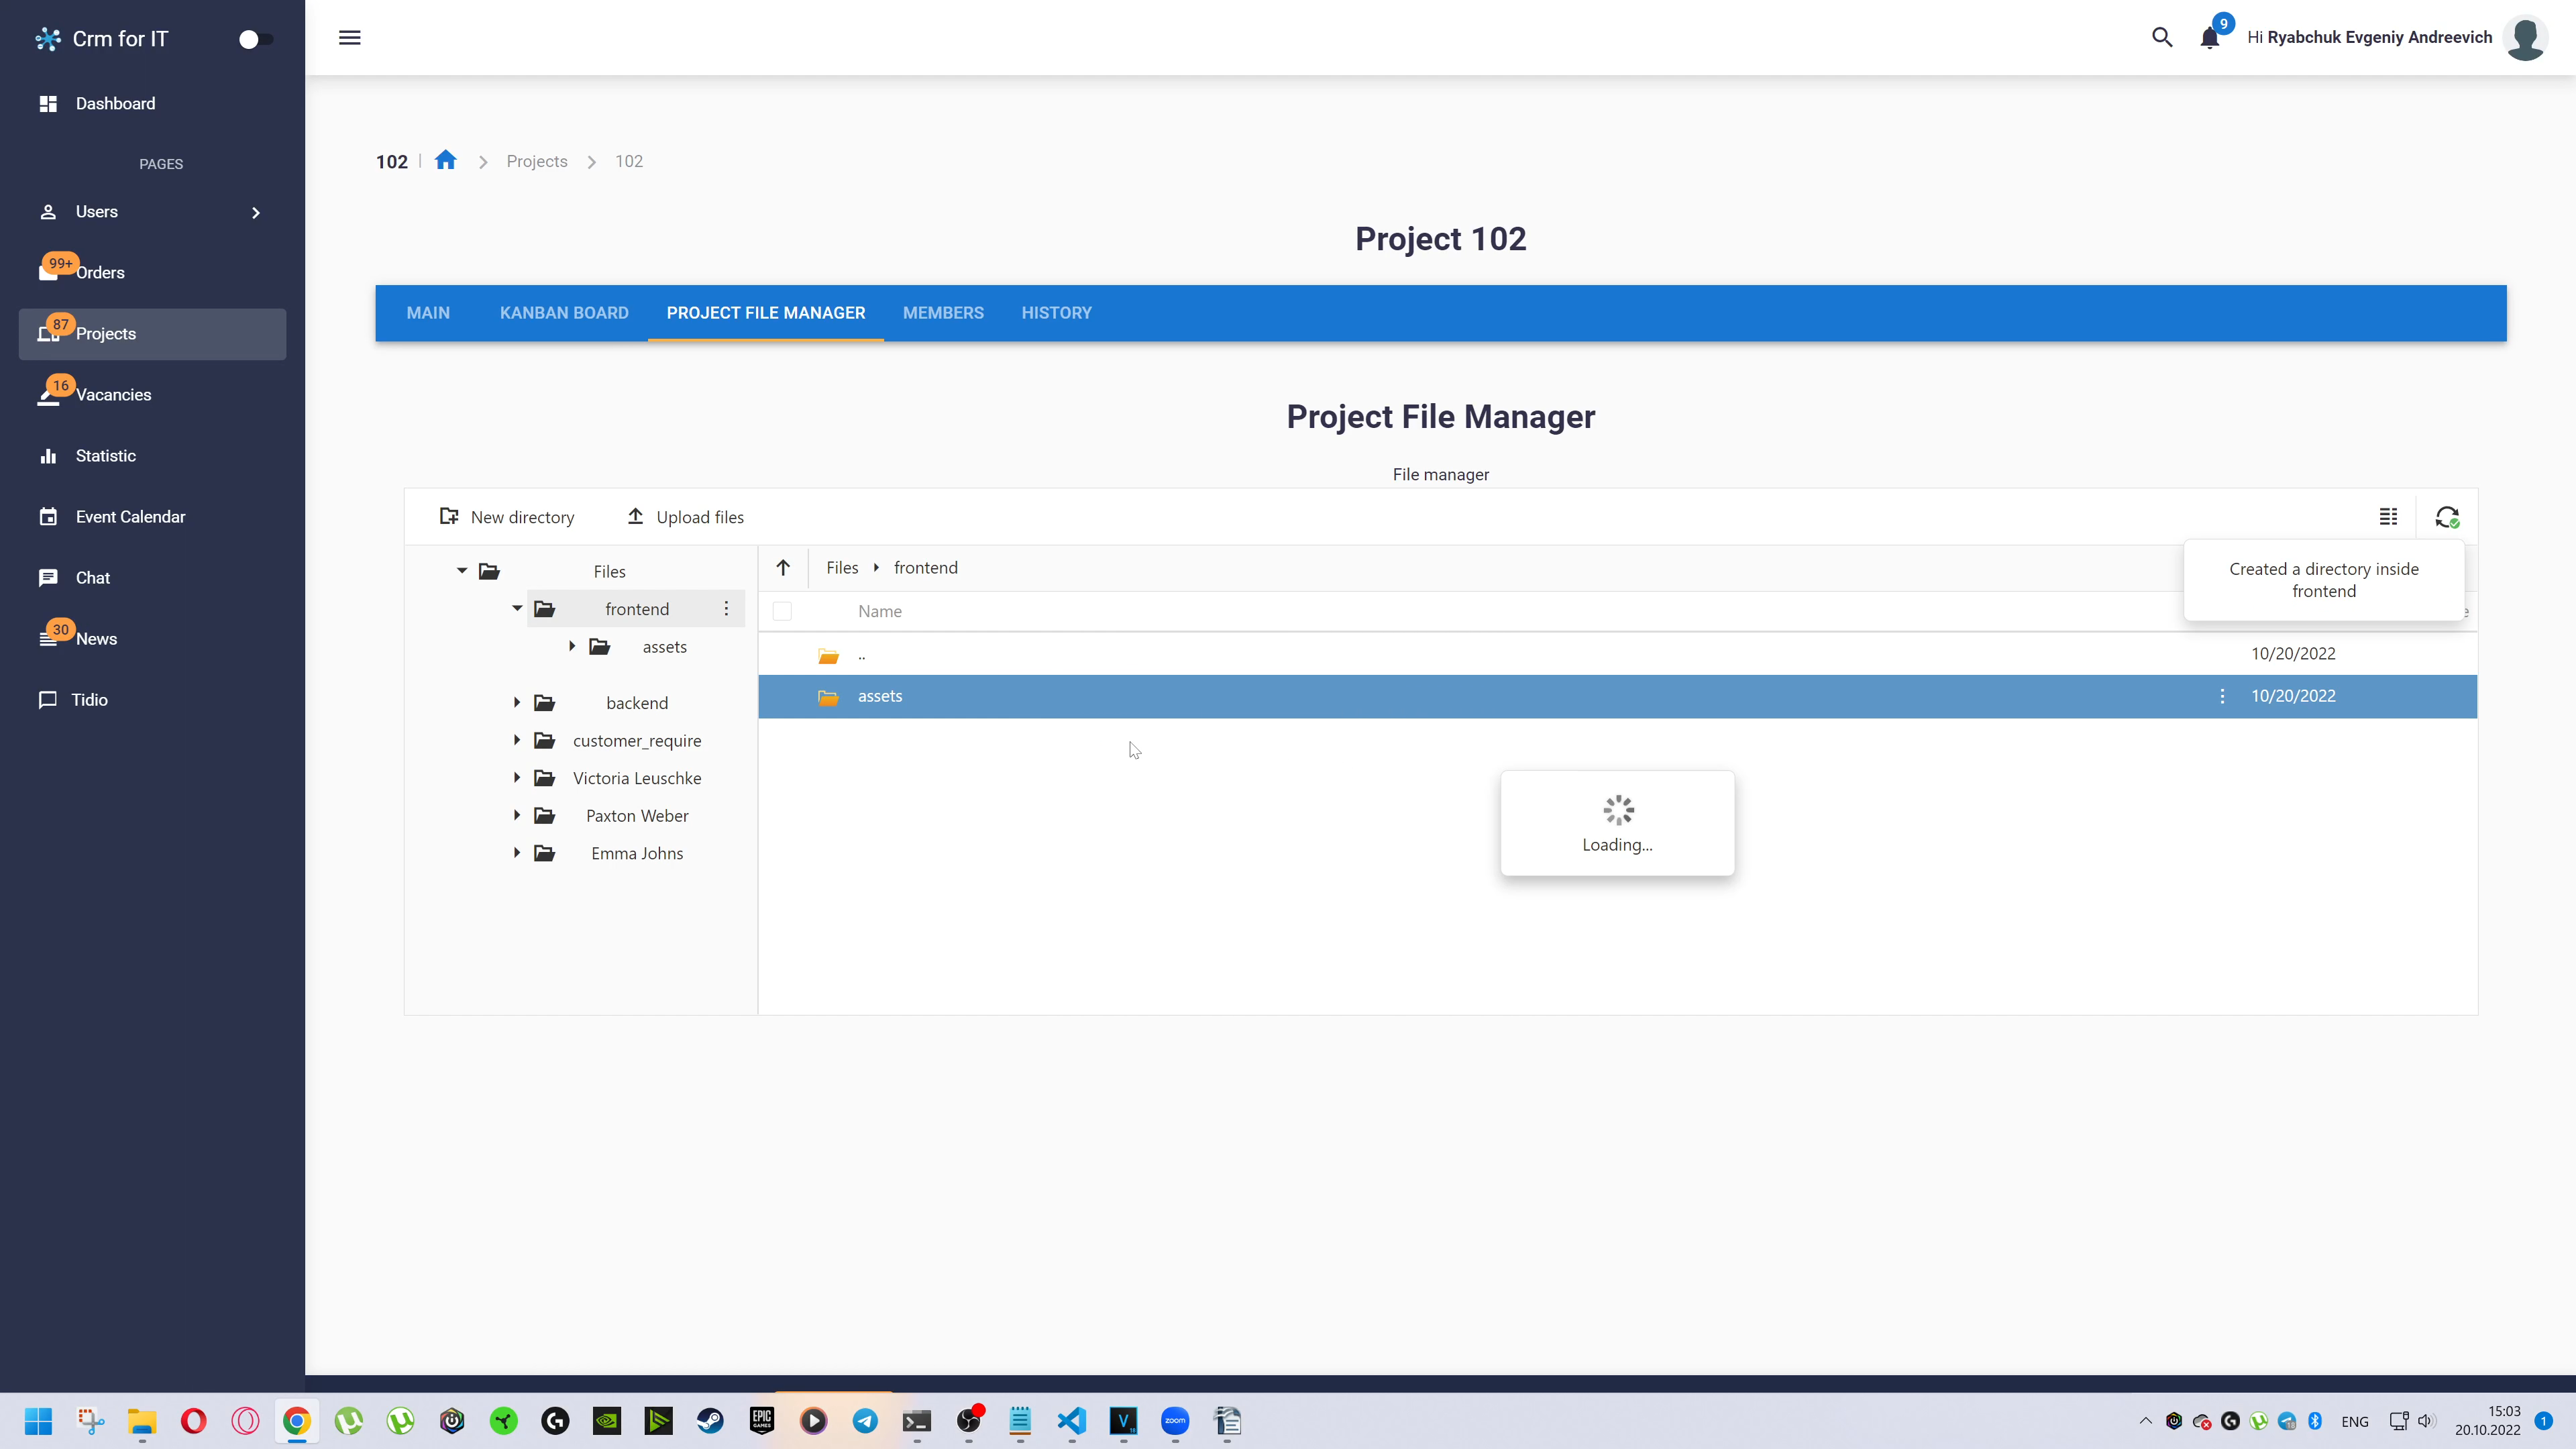 Crm for IT
9
Hi Ryabchuk Evgeniy Andreevich
Dashboard
PAGES
Users
99+
Orders
87
Projects
16
Vacancies
Statistic
Event Calendar
Chat
30
News
Tidio
102 | Projects 102
Project 102
MAIN KANBAN BOARD PROJECT FILE MANAGER MEMBERS HISTORY
Project File Manager
File manager
New directory Upload files
Files
frontend
assets
backend
customer_require
Victoria Leuschke
Paxton Weber
Emma Johns
Files frontend
Created a directory inside
frontend
Name
.. 10/20/2022
assets 10/20/2022
Loading...
EPIC
GAMES
V
zoom
ENG
15:03
20.10.2022
1